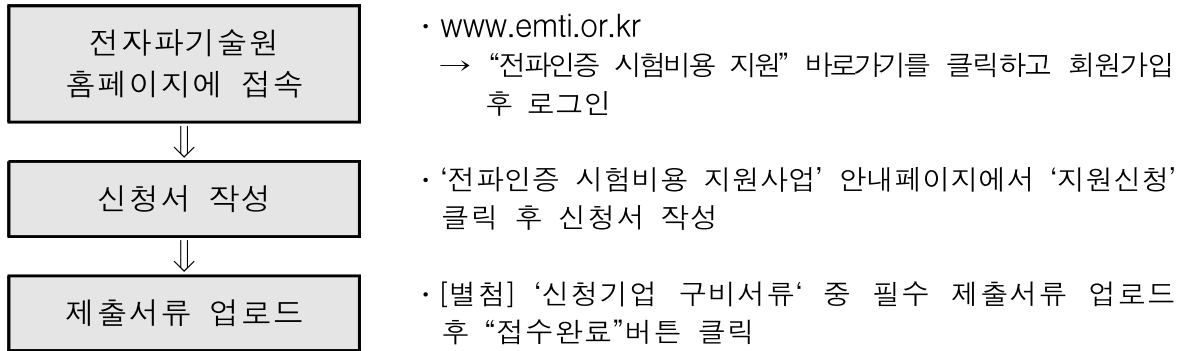 전자파기술원
홈페이지에 접속
· www.emti.or.kr
→ “전파인증 시험비용 지원” 바로가기를 클릭하고 회원가입
후 로그인
⇓
신청서 작성
· ‘전파인증 시험비용 지원사업’ 안내페이지에서 ‘지원신청’
클릭 후 신청서 작성
⇓
제출서류 업로드
· [별첨] ‘신청기업 구비서류‘ 중 필수 제출서류 업로드
후 “접수완료”버튼 클릭